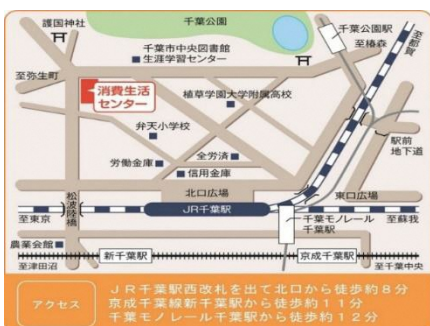 護国神社
千葉公園
千葉公園駅
至都賀
千葉市中央図書館
生涯学習センター
至椿森
至弥生町
消費生活
センター
植草学園大学附属高校
弁天小学校
駅前
地下道
労働金庫
全労済
信用金庫
北口広場
東口広場
松波陸橋
JR千葉駅
至東京
千葉モノレール
千葉駅
至蘇我
農業会館
新千葉駅
京成千葉駅
至津田沼
至千葉中央
アクセス
JR千葉駅西改札を出て北口から徒歩約8分
京成千葉線新千葉駅から徒歩約11分
千葉モノレール千葉駅から徒歩約12分